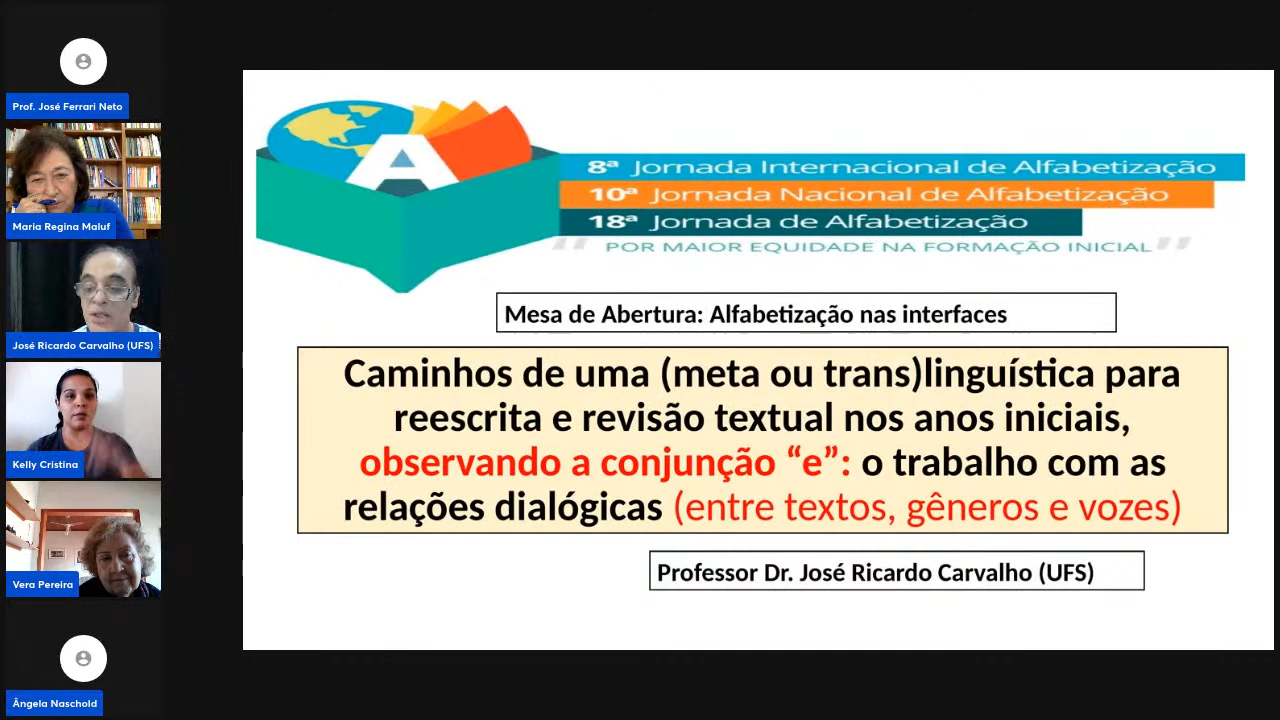 Prof. José Ferrari Neto
Maria Regina Maluf
José Ricardo Carvalho (UFS)
Kelly Cristina
Vera Pereira
Ângela Naschold
A
8ª Jornada Internacional de Alfabetização
10ª Jornada Nacional de Alfabetização
18ª Jornada de Alfabetização
"POR MAIOR EQUIDADE NA FORMAÇÃO INICIAL"
Mesa de Abertura: Alfabetização nas interfaces
Caminhos de uma (meta ou trans)linguística para
reescrita e revisão textual nos anos iniciais,
observando a conjunção “e”: o trabalho com as
relações dialógicas (entre textos, gêneros e vozes)
Professor Dr. José Ricardo Carvalho (UFS)